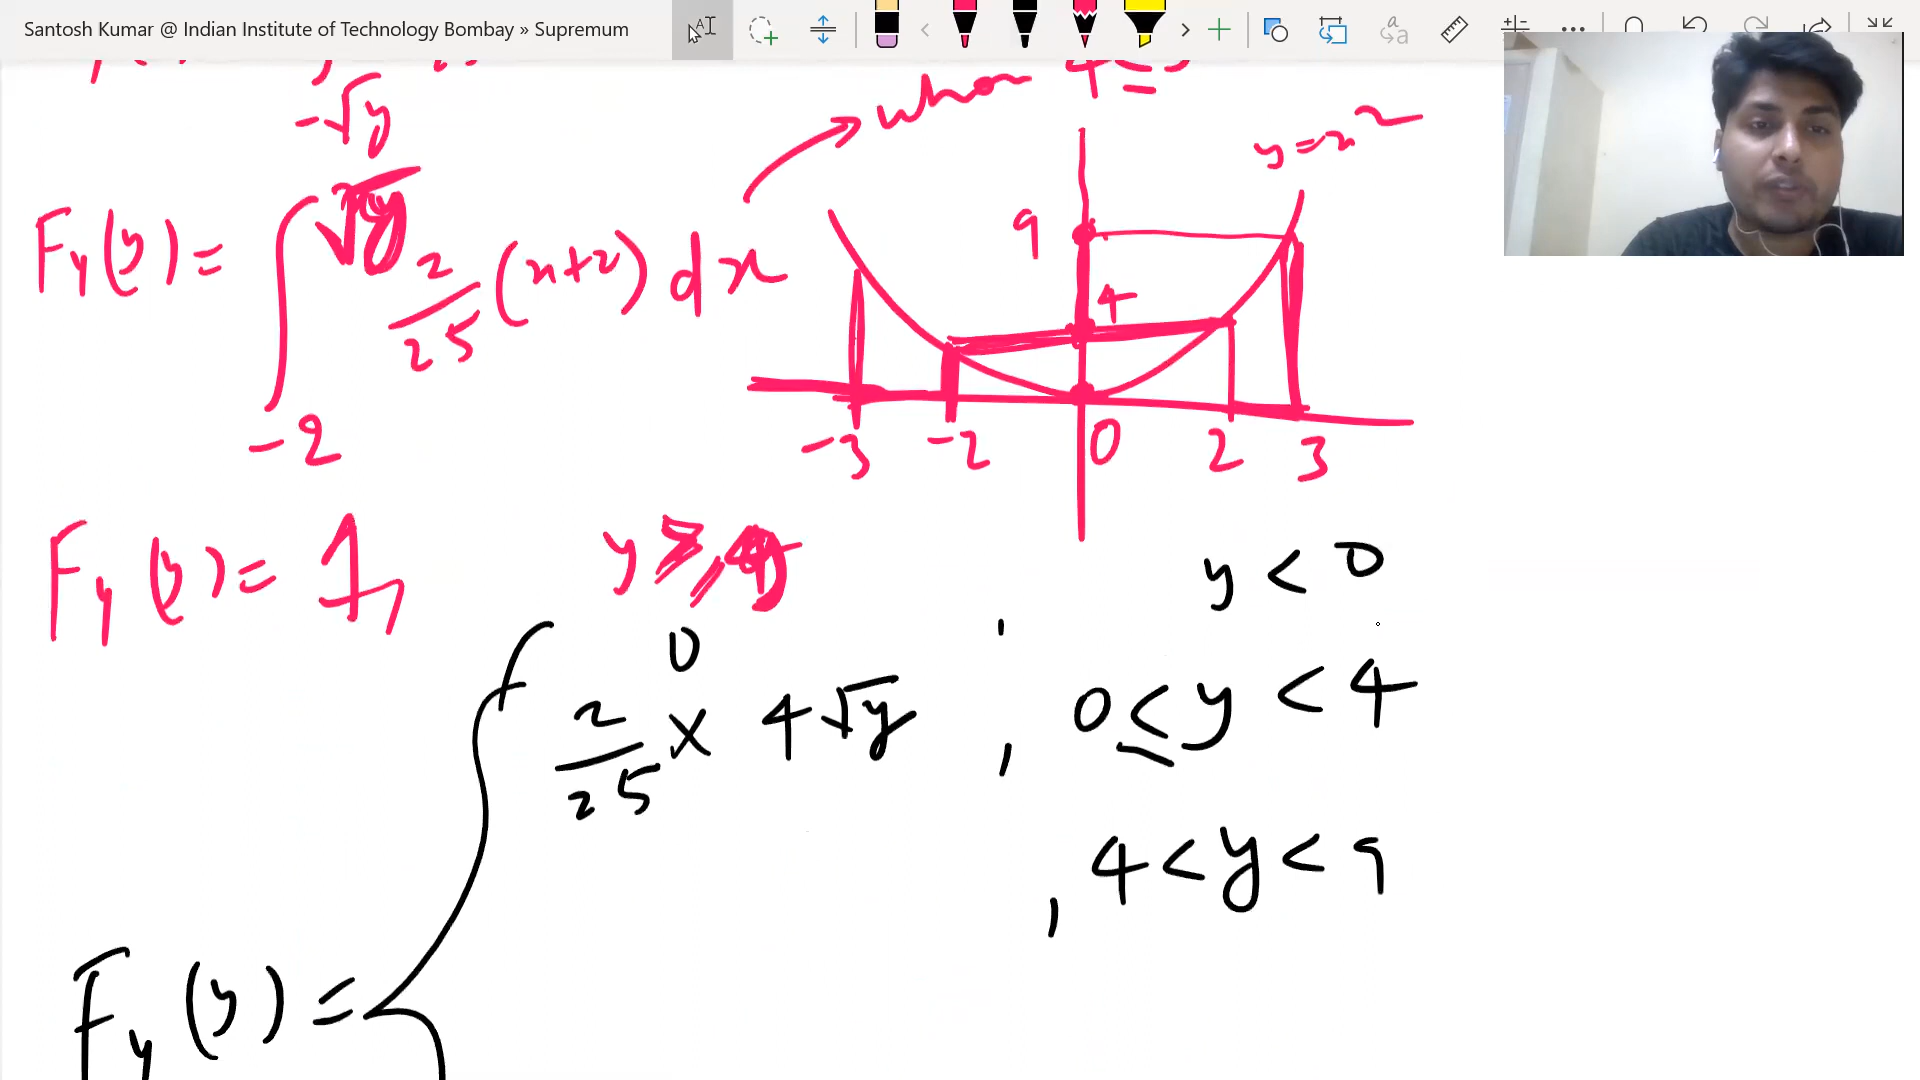 Santosh Kumar @ Indian Institute of Technology Bombay » Supremum
-√y
when 4 ≤
y=x²
F_Y(y) = ∫_{-2}^{√y} 2/25 (x+2) dx
9
4
-3 -2 0 2 3
F_Y(y) = 1, y
0 , y < 0
2/25 × 4√y , 0 ≤ y < 4
, 4 < y < 9
F_Y(y) = {